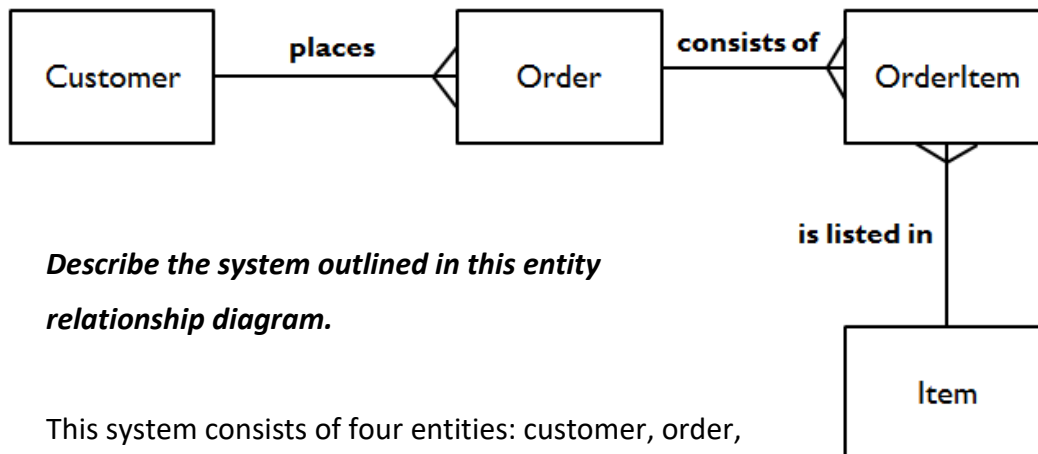 places
consists of
Customer
Order
OrderItem
is listed in
Describe the system outlined in this entity
relationship diagram.
Item
This system consists of four entities: customer, order,